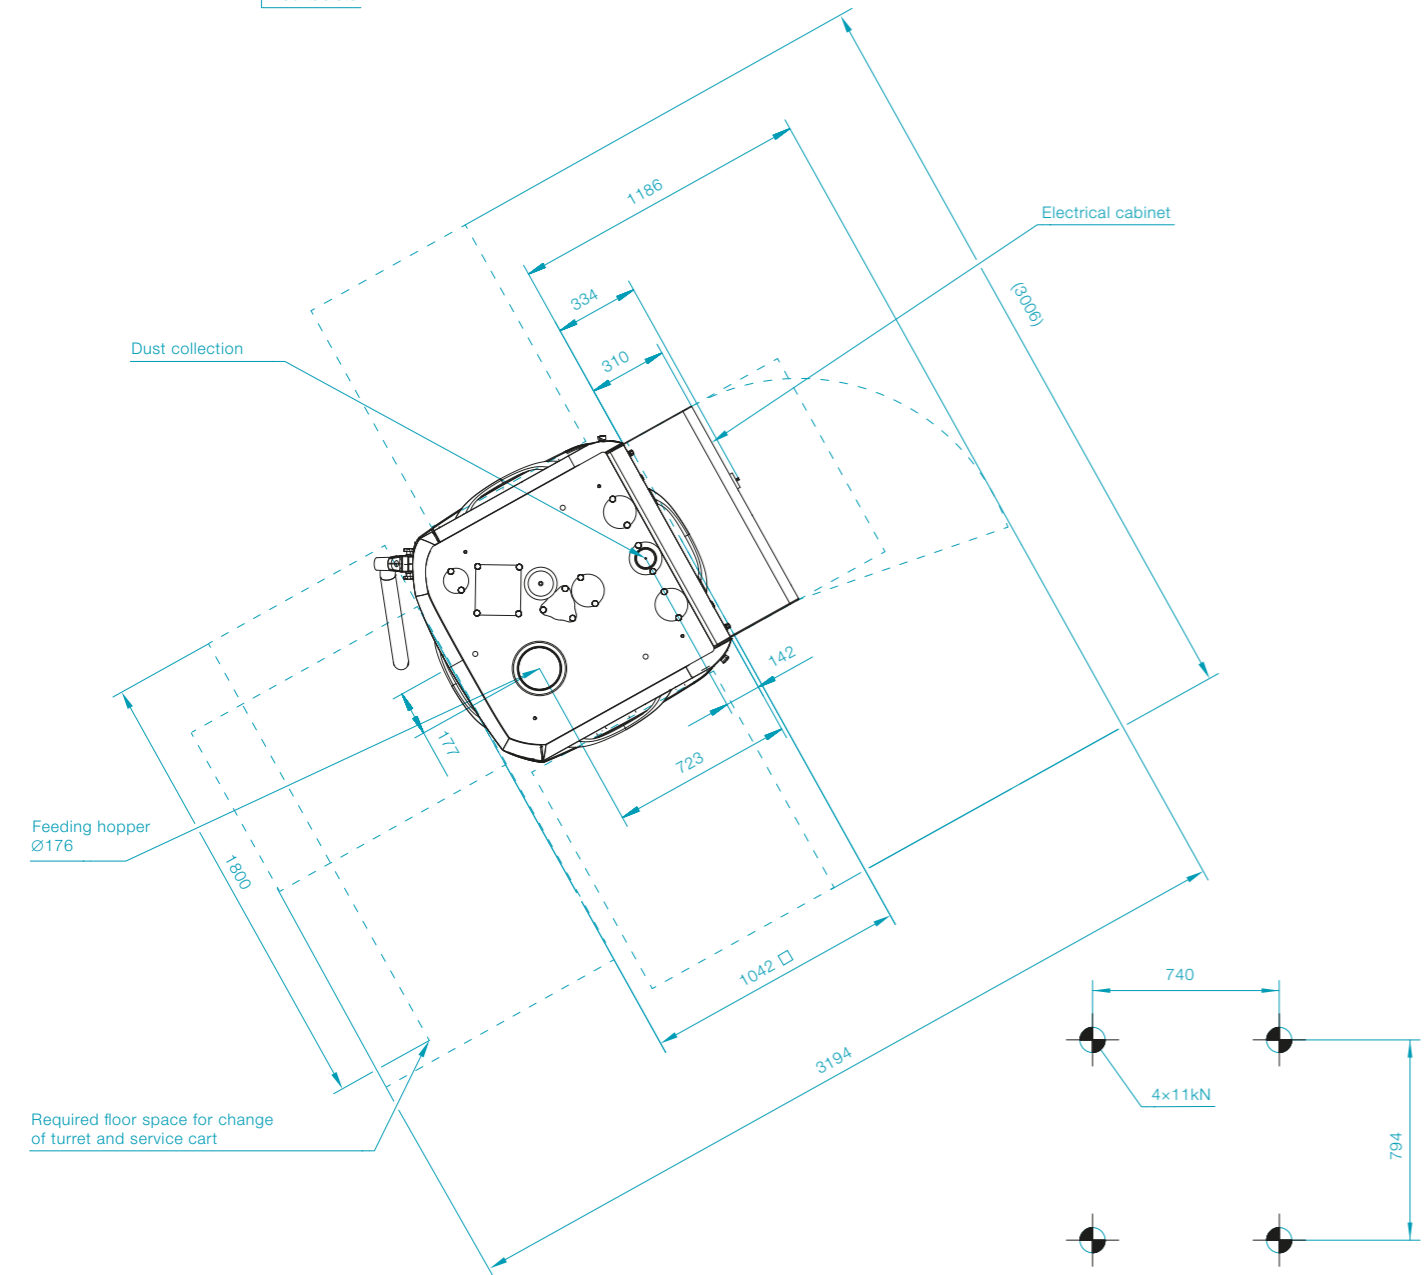 1186
Electrical cabinet
334
(3006)
Dust collection
310
142
177
723
Feeding hopper
Ø176
1800
1042 □
740
3194
4×11kN
Required floor space for change
of turret and service cart
794